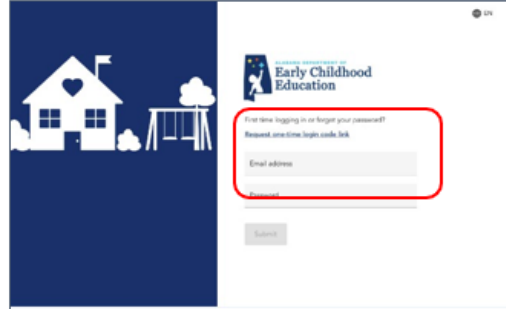 EN
ALABAMA DEPARTMENT OF
Early Childhood
Education
First time logging in or forgot your password?
Request one-time login code link
Email address
Password
Submit